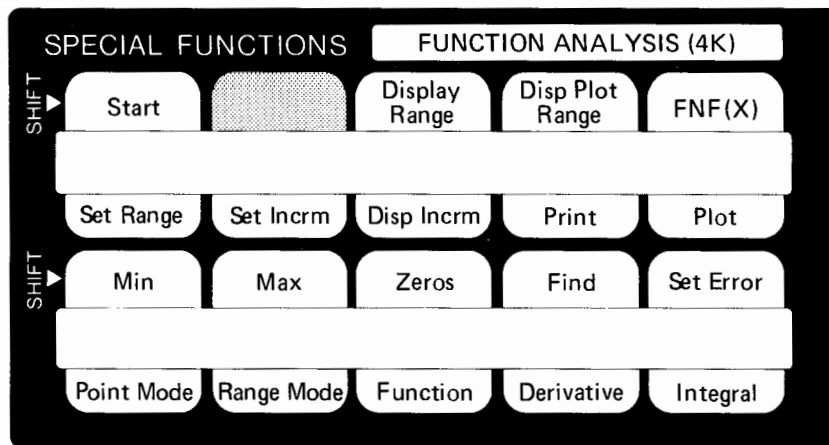 SPECIAL FUNCTIONS FUNCTION ANALYSIS (4K)
SHIFT Start Display Range Disp Plot Range FNF(X)
Set Range Set Incrm Disp Incrm Print Plot
SHIFT Min Max Zeros Find Set Error
Point Mode Range Mode Function Derivative Integral